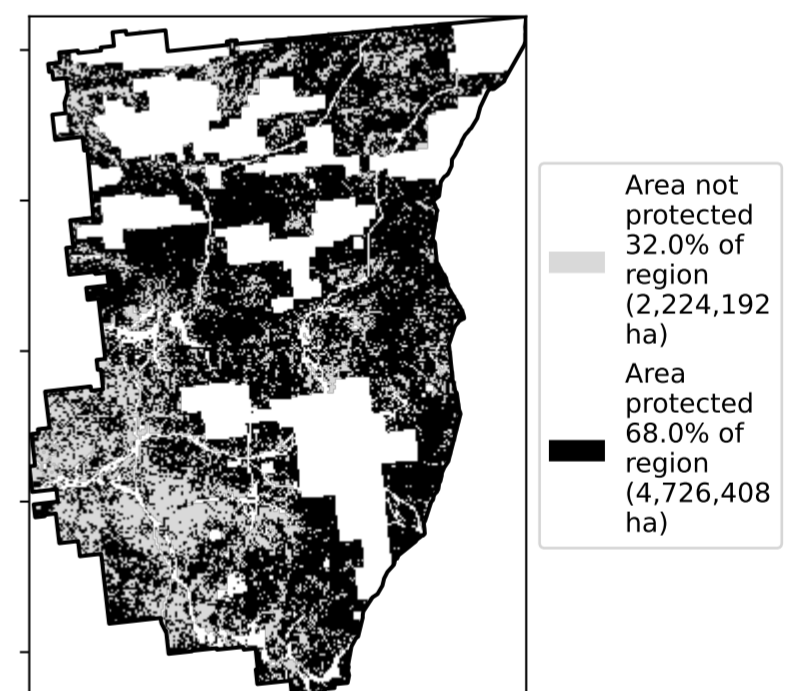 Area not
protected
32.0% of
region
(2,224,192
ha)
Area
protected
68.0% of
region
(4,726,408
ha)